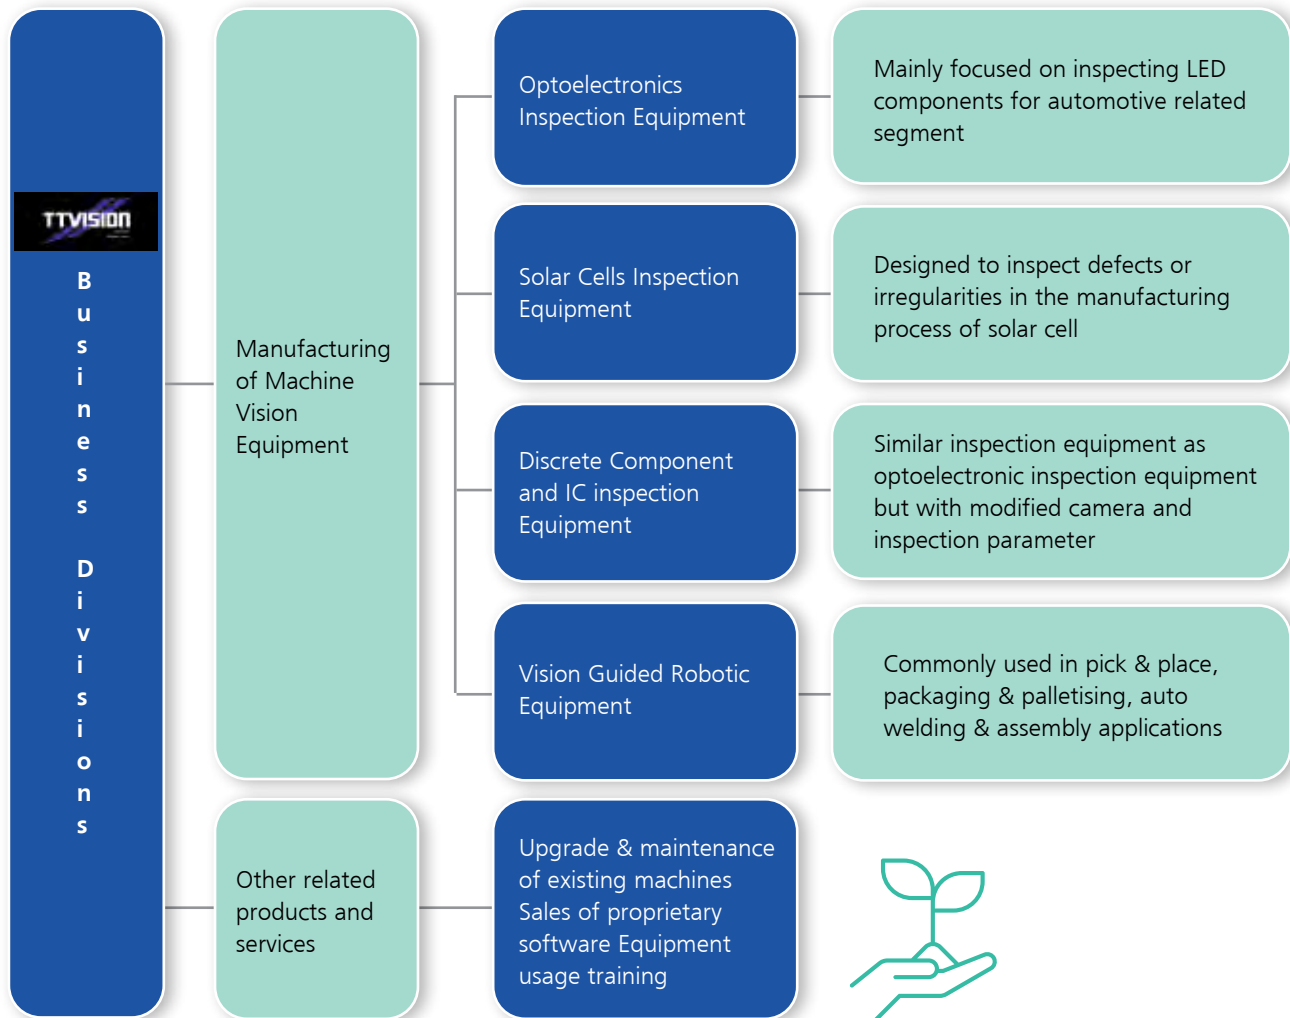 TTVISION
Business Divisions
Manufacturing
of Machine
Vision
Equipment
Optoelectronics
Inspection Equipment
Mainly focused on inspecting LED
components for automotive related
segment
Solar Cells Inspection
Equipment
Designed to inspect defects or
irregularities in the manufacturing
process of solar cell
Discrete Component
and IC inspection
Equipment
Similar inspection equipment as
optoelectronic inspection equipment
but with modified camera and
inspection parameter
Vision Guided Robotic
Equipment
Commonly used in pick & place,
packaging & palletising, auto
welding & assembly applications
Other related
products and
services
Upgrade & maintenance
of existing machines
Sales of proprietary
software Equipment
usage training